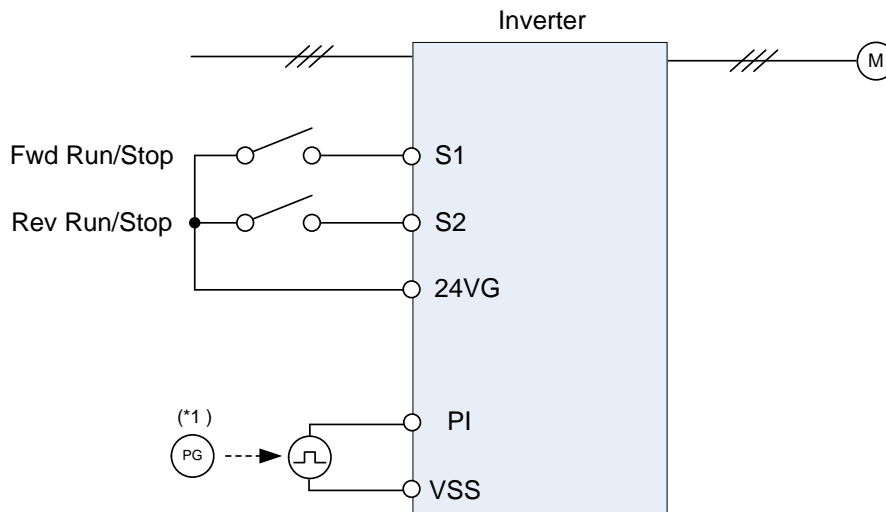 Inverter
M
Fwd Run/Stop
S1
Rev Run/Stop
S2
24VG
(*1 )
PI
PG
VSS